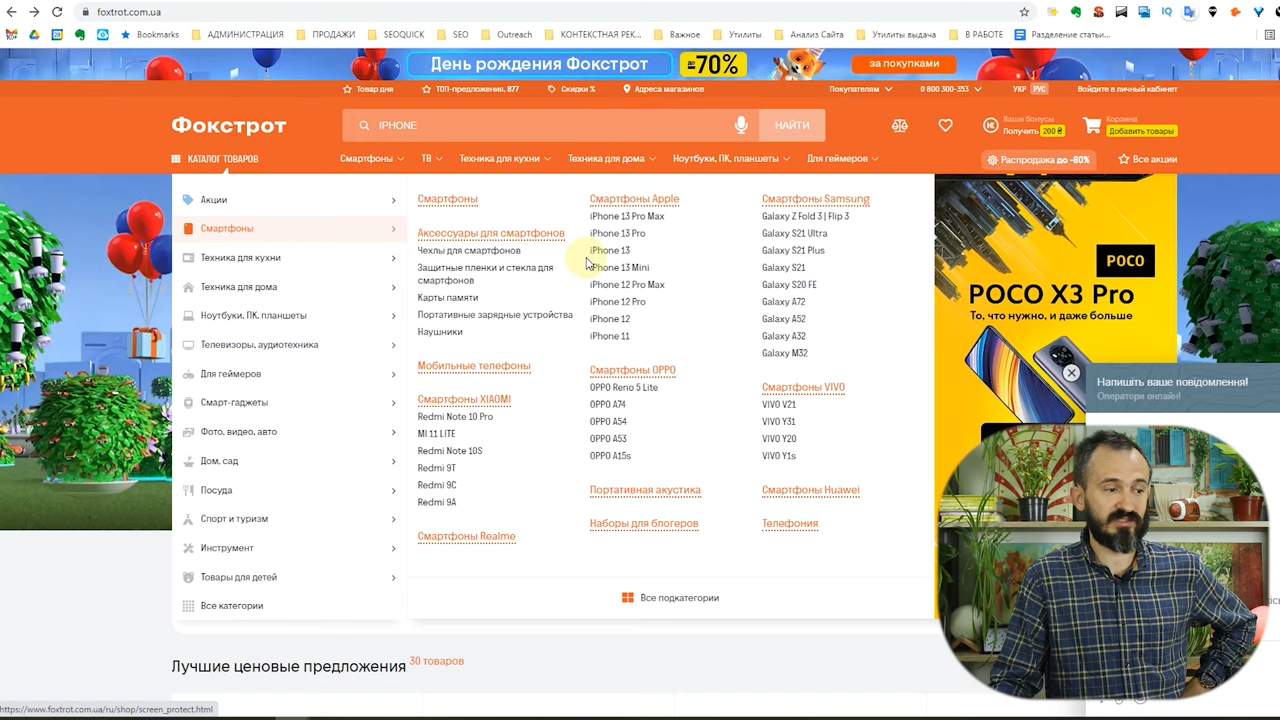 foxtrot.com.ua
Bookmarks
АДМИНИСТРАЦИЯ
ПРОДАЖИ
SEOQUICK
SEO
Outreach
КОНТЕКСТНАЯ РЕК...
Важное
Утилиты
Анализ Сайта
Утилиты выдача
В РАБОТЕ
Разделение статьи...
День рождения Фокстрот
до -70%
за покупками
Товар дня
ТОП-предложения, 877
Скидки %
Адреса магазинов
Покупателям
0 800 300-353
УКР
РУС
Войдите в личный кабинет
Фокстрот
IPHONE
НАЙТИ
Ваши бонусы
Получить 200 ₴
Корзина
Добавить товары
КАТАЛОГ ТОВАРОВ
Смартфоны
ТВ
Техника для кухни
Техника для дома
Ноутбуки, ПК, планшеты
Для геймеров
Распродажа до -80%
Все акции
Акции
Смартфоны
Техника для кухни
Техника для дома
Ноутбуки, ПК, планшеты
Телевизоры, аудиотехника
Для геймеров
Смарт-гаджеты
Фото, видео, авто
Дом, сад
Посуда
Спорт и туризм
Инструмент
Товары для детей
Все категории
Смартфоны
Аксессуары для смартфонов
Чехлы для смартфонов
Защитные пленки и стекла для
смартфонов
Карты памяти
Портативные зарядные устройства
Наушники
Мобильные телефоны
Смартфоны XIAOMI
Redmi Note 10 Pro
MI 11 LITE
Redmi Note 10S
Redmi 9T
Redmi 9C
Redmi 9A
Смартфоны Realme
Смартфоны Apple
iPhone 13 Pro Max
iPhone 13 Pro
iPhone 13
iPhone 13 Mini
iPhone 12 Pro Max
iPhone 12 Pro
iPhone 12
iPhone 11
Смартфоны OPPO
OPPO Reno 5 Lite
OPPO A74
OPPO A54
OPPO A53
OPPO A15s
Портативная акустика
Наборы для блогеров
Смартфоны Samsung
Galaxy Z Fold 3 | Flip 3
Galaxy S21 Ultra
Galaxy S21 Plus
Galaxy S21
Galaxy S20 FE
Galaxy A72
Galaxy A52
Galaxy A32
Galaxy M32
Смартфоны VIVO
VIVO V21
VIVO Y31
VIVO Y20
VIVO Y1s
Смартфоны Huawei
Телефония
Все подкатегории
POCO
POCO X3 Pro
То, что нужно, и даже больше
Напишіть ваше повідомлення!
Оператори онлайн!
Лучшие ценовые предложения
30 товаров
https://www.foxtrot.com.ua/ru/shop/screen_protect.html